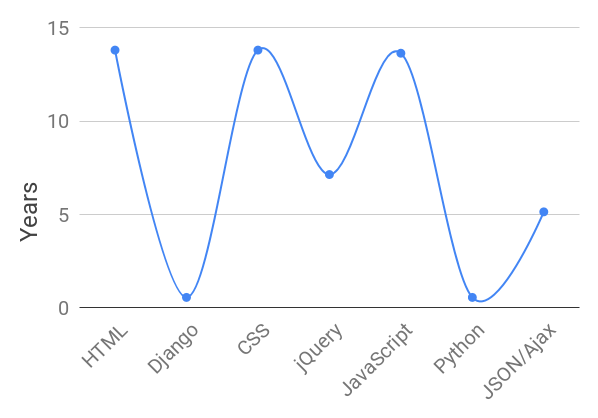 15
10
5
0
Years
HTML
Django
CSS
jQuery
JavaScript
Python
JSON/Ajax